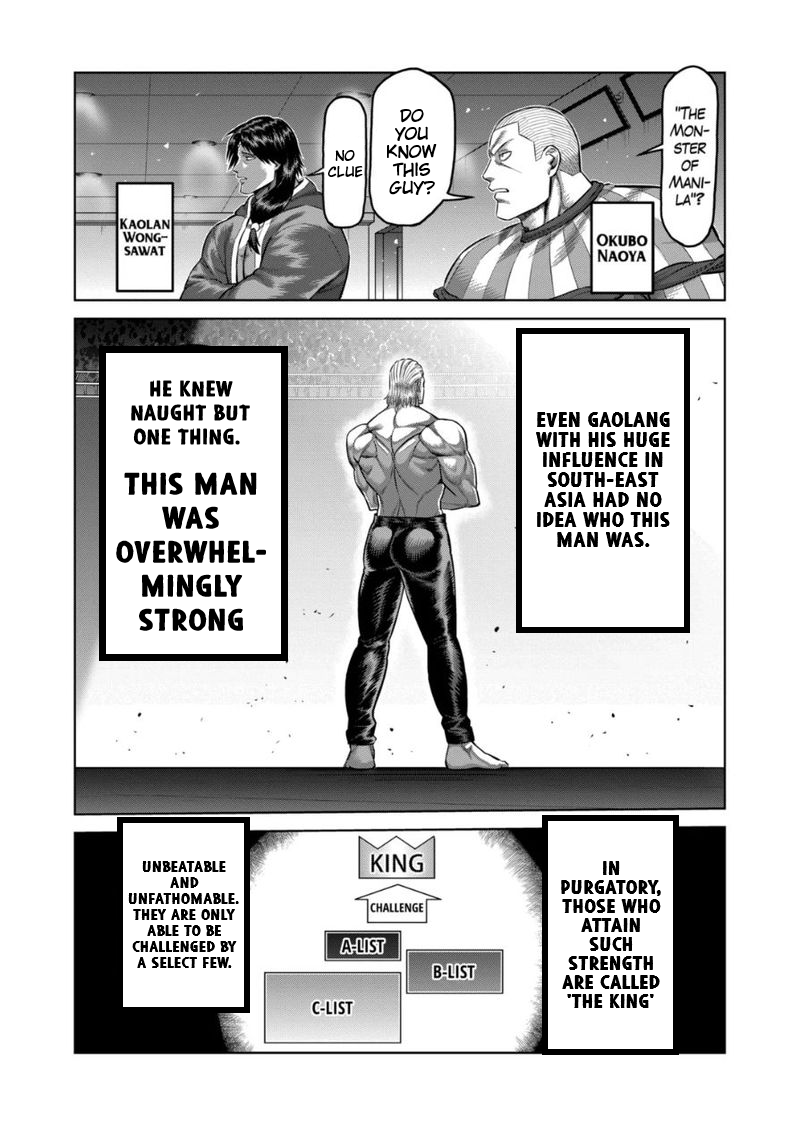 "THE
MON-
STER
OF
MANI-
LA"?
OKUBO
NAOYA
DO
YOU
KNOW
THIS
GUY?
NO
CLUE
KAOLAN
WONG-
SAWAT
EVEN GAOLANG
WITH HIS HUGE
INFLUENCE IN
SOUTH-EAST
ASIA HAD NO
IDEA WHO THIS
MAN WAS.
HE KNEW
NAUGHT BUT
ONE THING.
THIS MAN
WAS
OVERWHEL-
MINGLY
STRONG
IN
PURGATORY,
THOSE WHO
ATTAIN
SUCH
STRENGTH
ARE CALLED
'THE KING'
KING
CHALLENGE
A-LIST
B-LIST
C-LIST
UNBEATABLE
AND
UNFATHOMABLE.
THEY ARE ONLY
ABLE TO BE
CHALLENGED BY
A SELECT FEW.